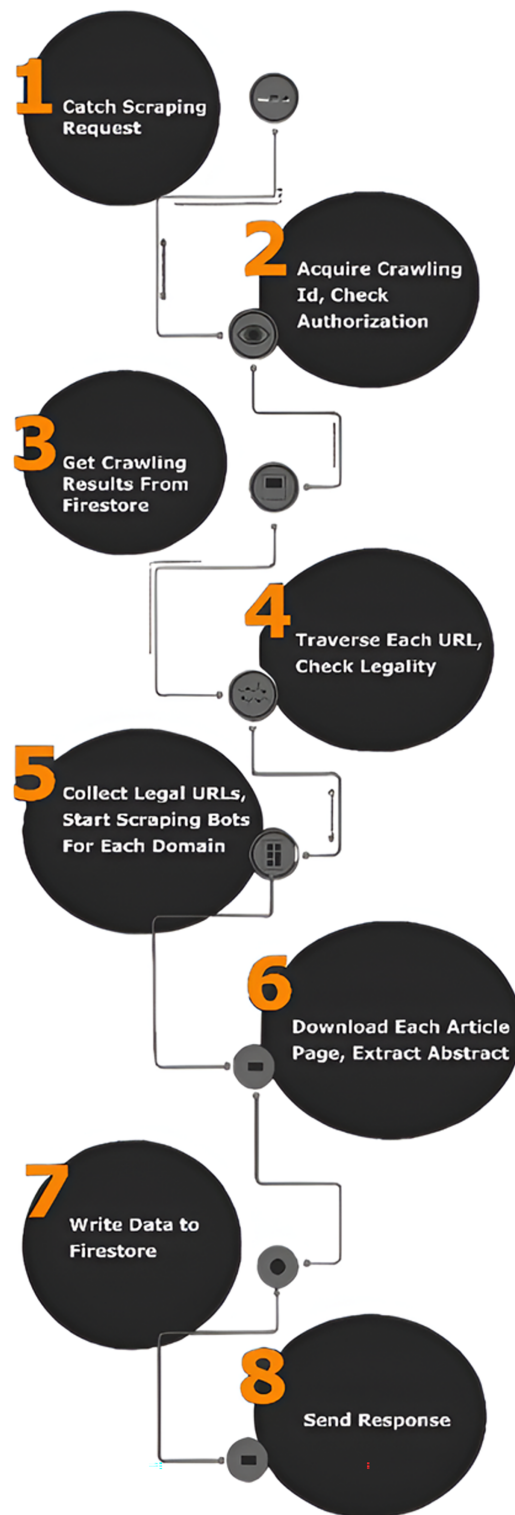 1
Catch Scraping
Request
2
Acquire Crawling
Id, Check
Authorization
3
Get Crawling
Results From
Firestore
4
Traverse Each URL,
Check Legality
5
Collect Legal URLs,
Start Scraping Bots
For Each Domain
6
Download Each Article
Page, Extract Abstract
7
Write Data to
Firestore
8
Send Response